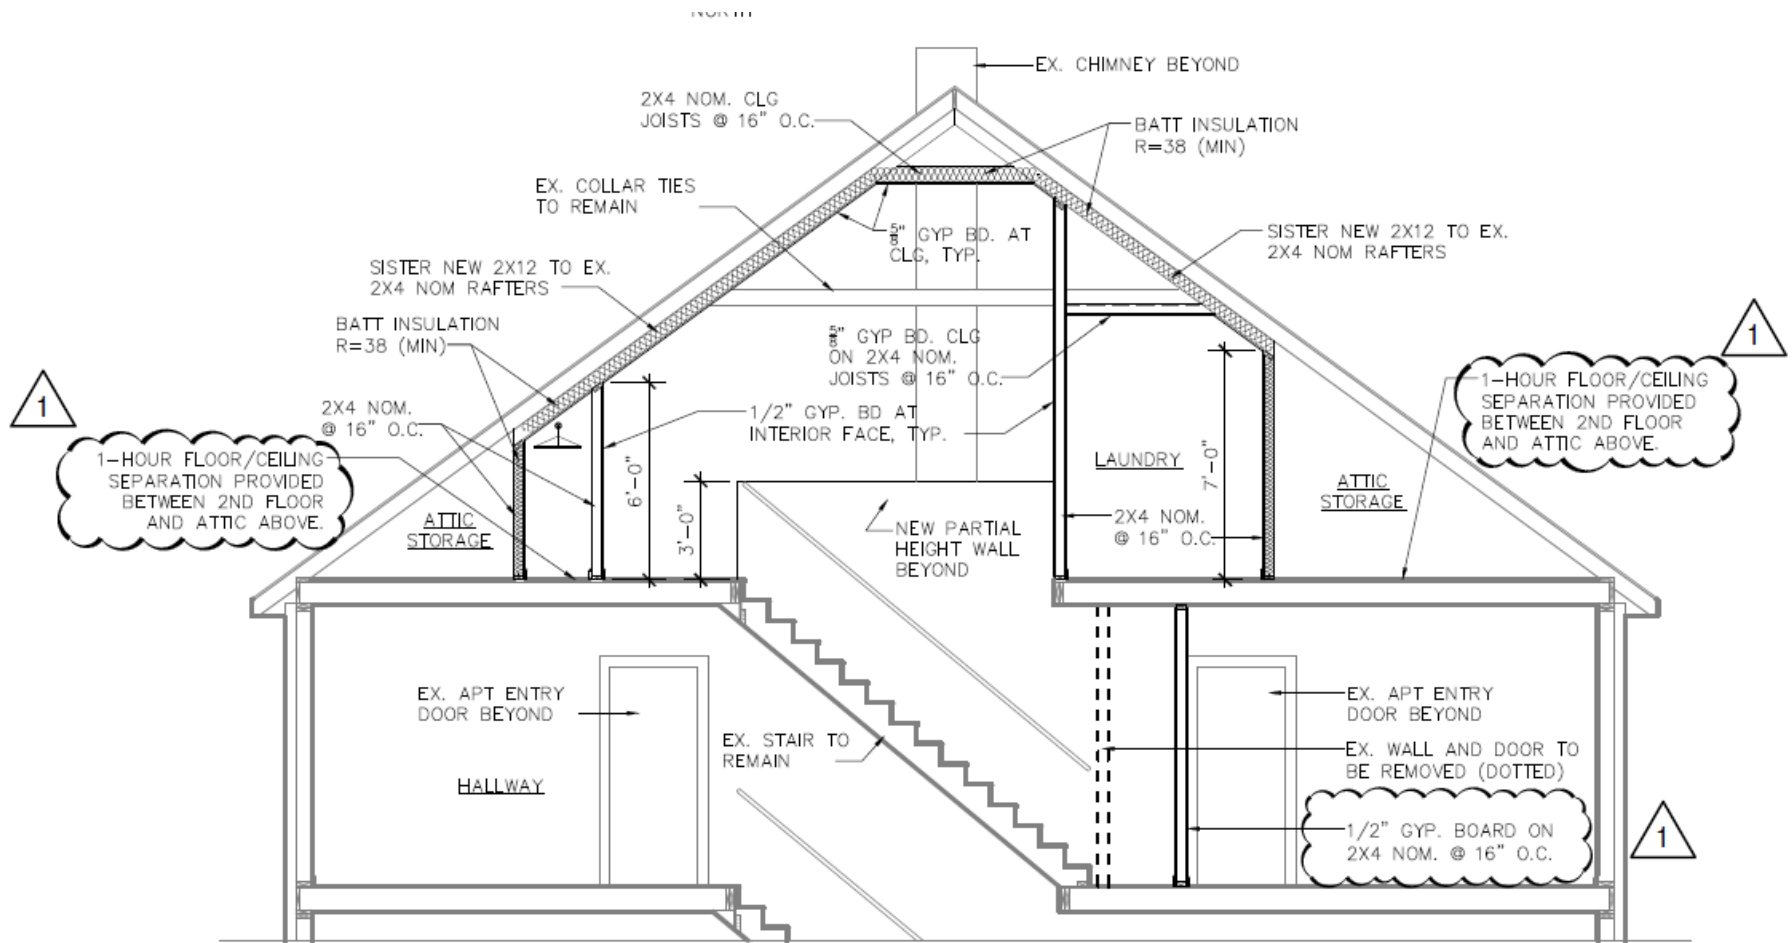 EX. CHIMNEY BEYOND
2X4 NOM. CLG
JOISTS @ 16" O.C.
BATT INSULATION
R=38 (MIN)
EX. COLLAR TIES
TO REMAIN
5/8" GYP BD. AT
CLG, TYP.
SISTER NEW 2X12 TO EX.
2X4 NOM RAFTERS
SISTER NEW 2X12 TO EX.
2X4 NOM RAFTERS
BATT INSULATION
R=38 (MIN)
5/8" GYP BD. CLG
ON 2X4 NOM.
JOISTS @ 16" O.C.
1
1-HOUR FLOOR/CEILING
SEPARATION PROVIDED
BETWEEN 2ND FLOOR
AND ATTIC ABOVE.
1
2X4 NOM.
@ 16" O.C.
1/2" GYP. BD AT
INTERIOR FACE, TYP.
1-HOUR FLOOR/CEILING
SEPARATION PROVIDED
BETWEEN 2ND FLOOR
AND ATTIC ABOVE.
ATTIC
STORAGE
6'-0"
3'-0"
NEW PARTIAL
HEIGHT WALL
BEYOND
LAUNDRY
7'-0"
2X4 NOM.
@ 16" O.C.
ATTIC
STORAGE
EX. APT ENTRY
DOOR BEYOND
HALLWAY
EX. STAIR TO
REMAIN
EX. APT ENTRY
DOOR BEYOND
EX. WALL AND DOOR TO
BE REMOVED (DOTTED)
1/2" GYP. BOARD ON
2X4 NOM. @ 16" O.C.
1